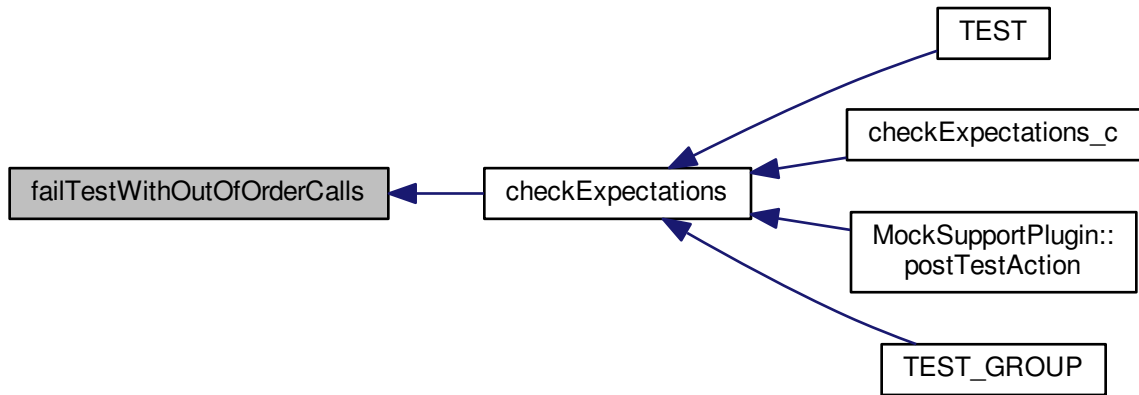 TEST
checkExpectations_c
failTestWithOutOfOrderCalls
checkExpectations
MockSupportPlugin::
postTestAction
TEST_GROUP